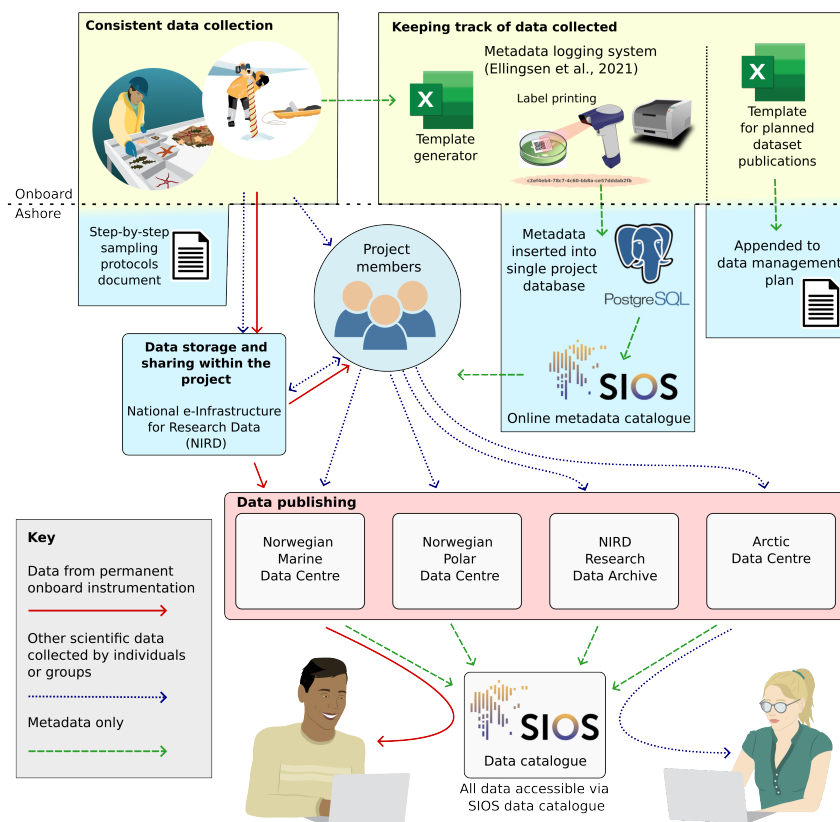 Consistent data collection
Keeping track of data collected
Metadata logging system
(Ellingsen et al., 2021)
Label printing
X
Template
generator
c2ef4eb4-78c7-4c60-bb8a-ce57dddab2fb
X
Template
for planned
dataset
publications
Onboard
Ashore
Step-by-step
sampling
protocols
document
Project
members
Metadata
inserted into
single project
database
PostgreSQL
SIOS
Online metadata catalogue
Appended to
data management
plan
Data storage and
sharing within the
project
National e-Infrastructure
for Research Data
(NIRD)
Data publishing
Norwegian
Marine
Data Centre
Norwegian
Polar
Data Centre
NIRD
Research
Data Archive
Arctic
Data Centre
Key
Data from permanent
onboard instrumentation
Other scientific data
collected by individuals
or groups
Metadata only
SIOS
Data catalogue
All data accessible via
SIOS data catalogue